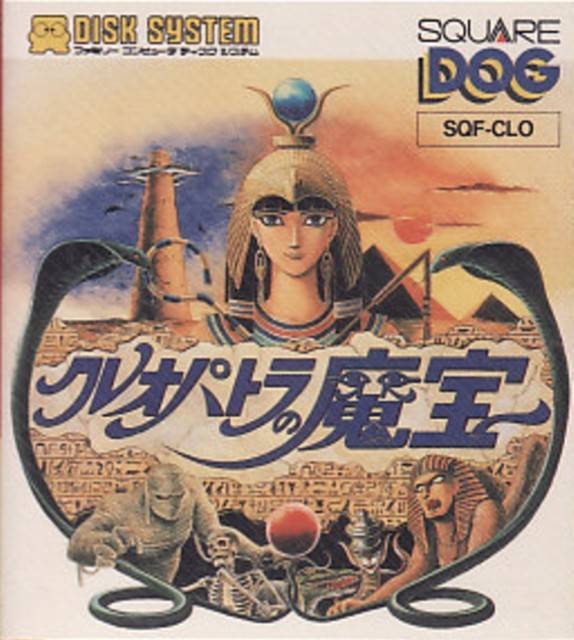 DISK SYSTEM
ファミリー コンピュータ ディスク システム
SQUARE
DOG
SQF-CLO
クレオパトラの魔宝